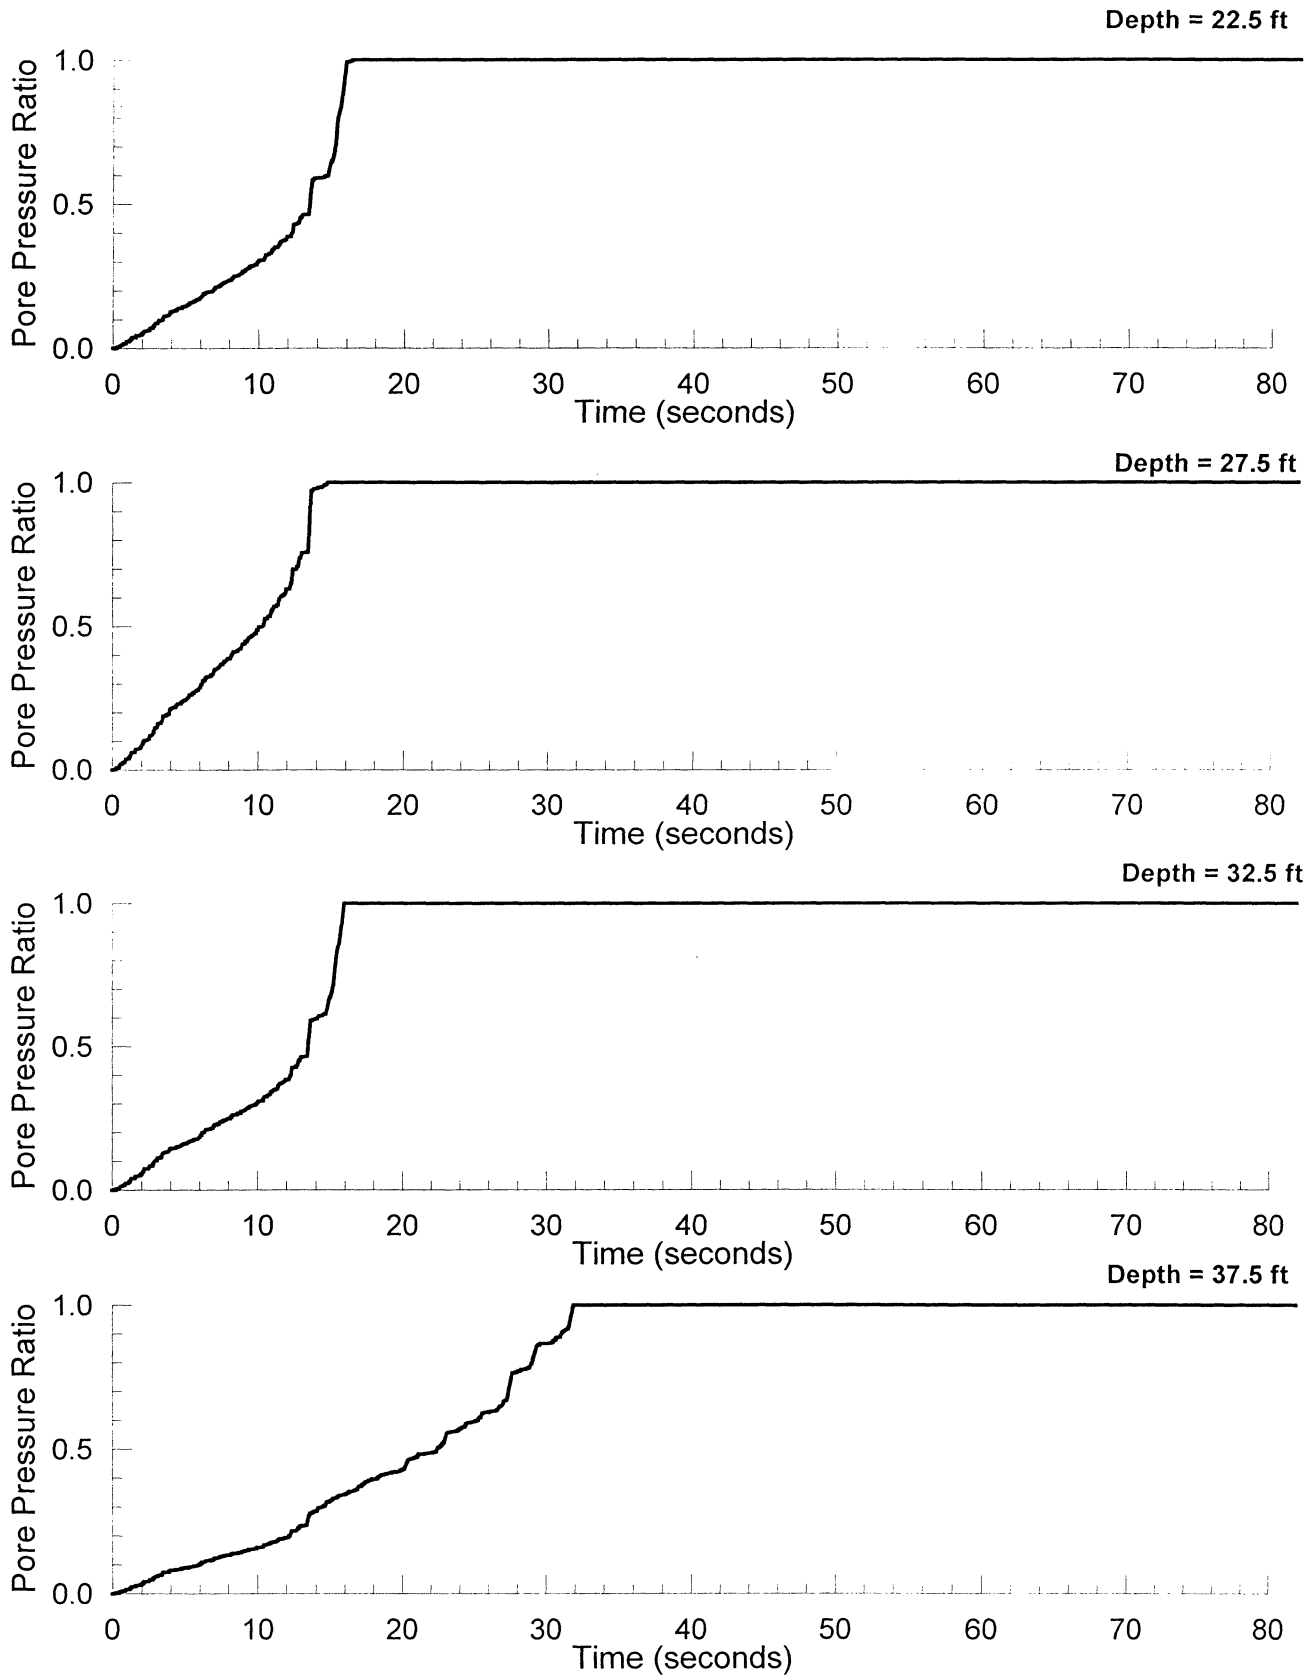 Depth = 22.5 ft
Pore Pressure Ratio
1.0
0.5
0.0
0 10 20 30 40 50 60 70 80
Time (seconds)
Depth = 27.5 ft
Pore Pressure Ratio
1.0
0.5
0.0
0 10 20 30 40 50 60 70 80
Time (seconds)
Depth = 32.5 ft
Pore Pressure Ratio
1.0
0.5
0.0
0 10 20 30 40 50 60 70 80
Time (seconds)
Depth = 37.5 ft
Pore Pressure Ratio
1.0
0.5
0.0
0 10 20 30 40 50 60 70 80
Time (seconds)